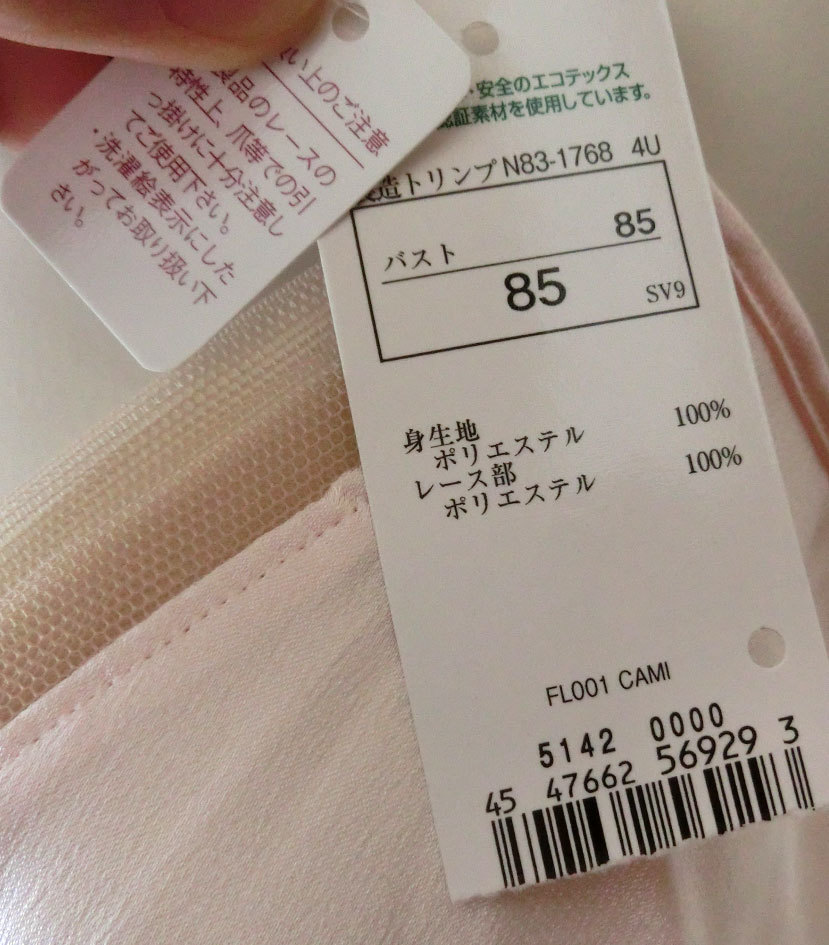 い上のご注意
製品のレースの
特性上、爪等での引
っ掛けに十分注意し
てご使用下さい。
・洗濯絵表示にした
がってお取り扱い下
さい。
・安全のエコテックス
認証素材を使用しています。
造トリンプ N83-1768 4U
バスト 85
85 SV9
身生地
ポリエステル 100%
レース部
ポリエステル 100%
FL001 CAMI
5142 0000
45 47662 56929 3